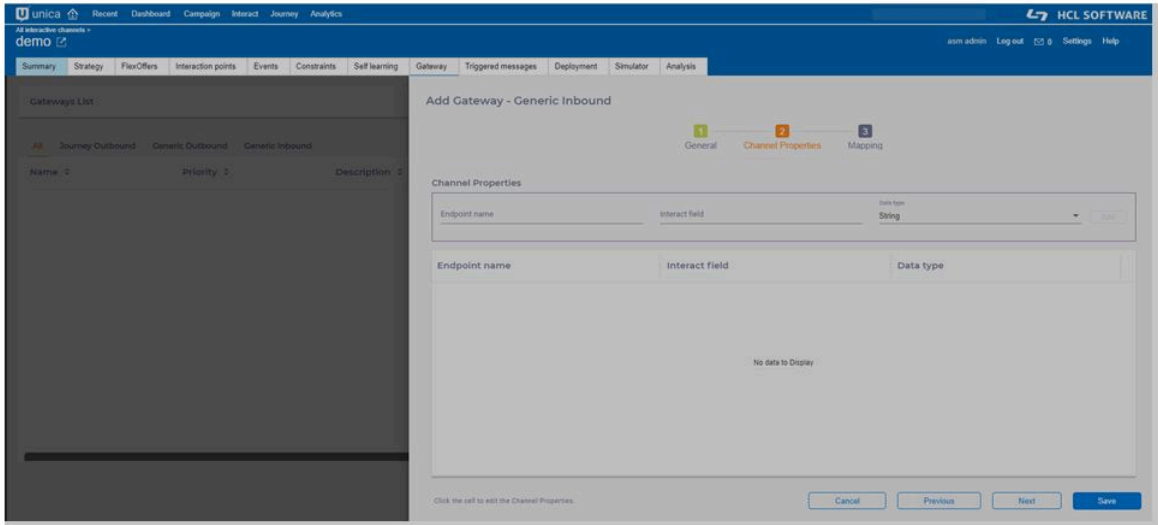 unica Recent Dashboard Campaign Interact Journey Analytics HCL SOFTWARE
All interactive channels
demo asm admin Log out 0 Settings Help
Summary Strategy FlexOffers Interaction points Events Constraints Self learning Gateway Triggered messages Deployment Simulator Analysis
Gateways List
All Journey Outbound Generic Outbound Generic Inbound
Name Priority Description
Add Gateway - Generic Inbound
1 2 3
General Channel Properties Mapping
Channel Properties
Data type
Endpoint name Interact field String Add
Endpoint name Interact field Data type
No data to Display
Click the cell to edit the Channel Properties. Cancel Previous Next Save